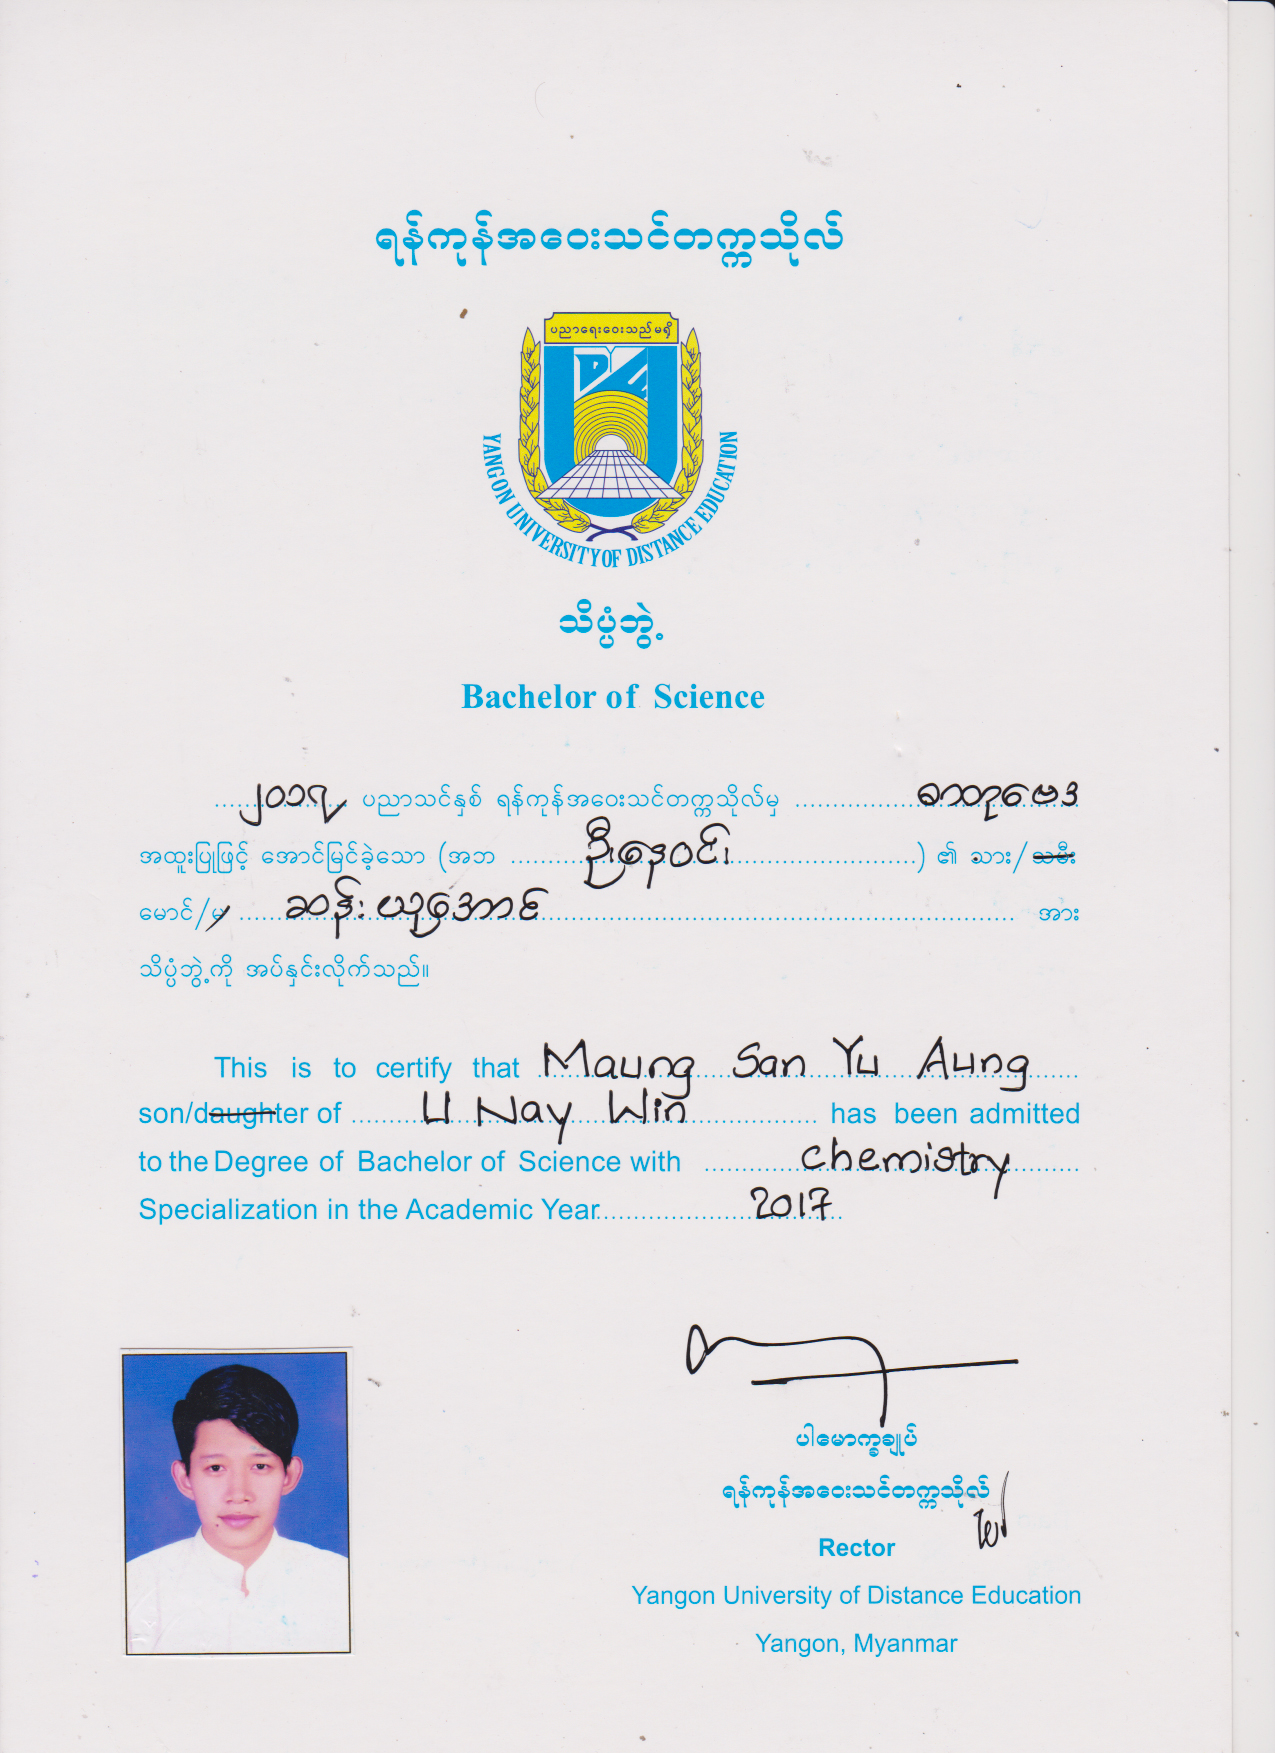 ရန်ကုန်အဝေးသင်တက္ကသိုလ်
ပညာရေးဝေးသည်မရှိ
YANGON UNIVERSITY OF DISTANCE EDUCATION
သိပ္ပံဘွဲ့
Bachelor of Science
၂၀၁၇ ပညာသင်နှစ် ရန်ကုန်အဝေးသင်တက္ကသိုလ်မှ ဓာတုဗေဒ
အထူးပြုဖြင့် အောင်မြင်ခဲ့သော (အဘ ဦးနေဝင်း) ၏ သား/သမီး
မောင်/မ ဆန်းယုအောင် အား
သိပ္ပံဘွဲ့ကို အပ်နှင်းလိုက်သည်။
This is to certify that Maung San Yu Aung
son/daughter of U Nay Win has been admitted
to the Degree of Bachelor of Science with Chemistry
Specialization in the Academic Year 2017
ပါမောက္ခချုပ်
ရန်ကုန်အဝေးသင်တက္ကသိုလ်
Rector
Yangon University of Distance Education
Yangon, Myanmar